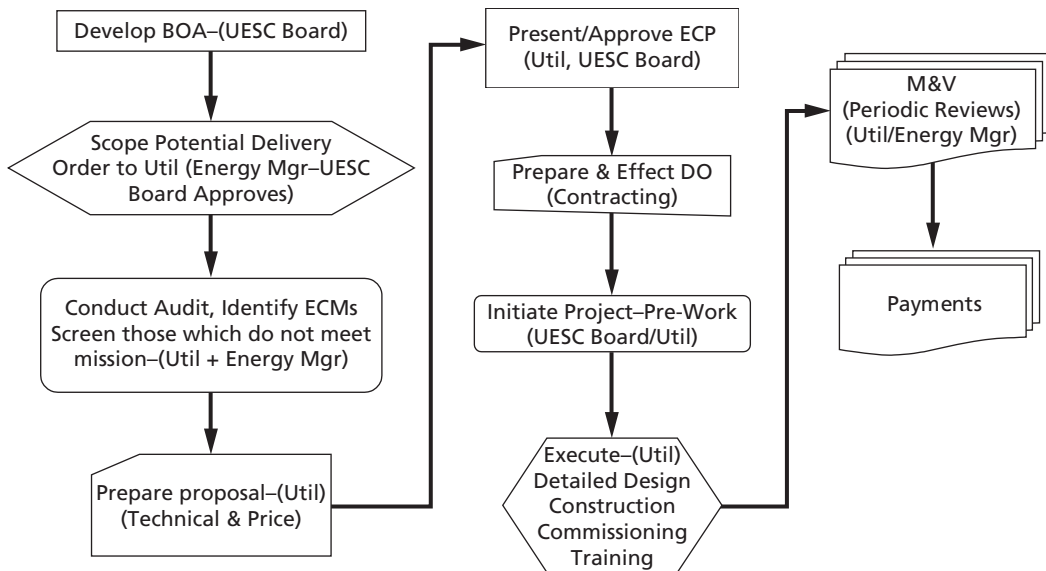 Develop BOA–(UESC Board)
Scope Potential Delivery
Order to Util (Energy Mgr–UESC
Board Approves)
Conduct Audit, Identify ECMs
Screen those which do not meet
mission–(Util + Energy Mgr)
Prepare proposal–(Util)
(Technical & Price)
Present/Approve ECP
(Util, UESC Board)
Prepare & Effect DO
(Contracting)
Initiate Project–Pre-Work
(UESC Board/Util)
Execute–(Util)
Detailed Design
Construction
Commissioning
Training
M&V
(Periodic Reviews)
(Util/Energy Mgr)
Payments